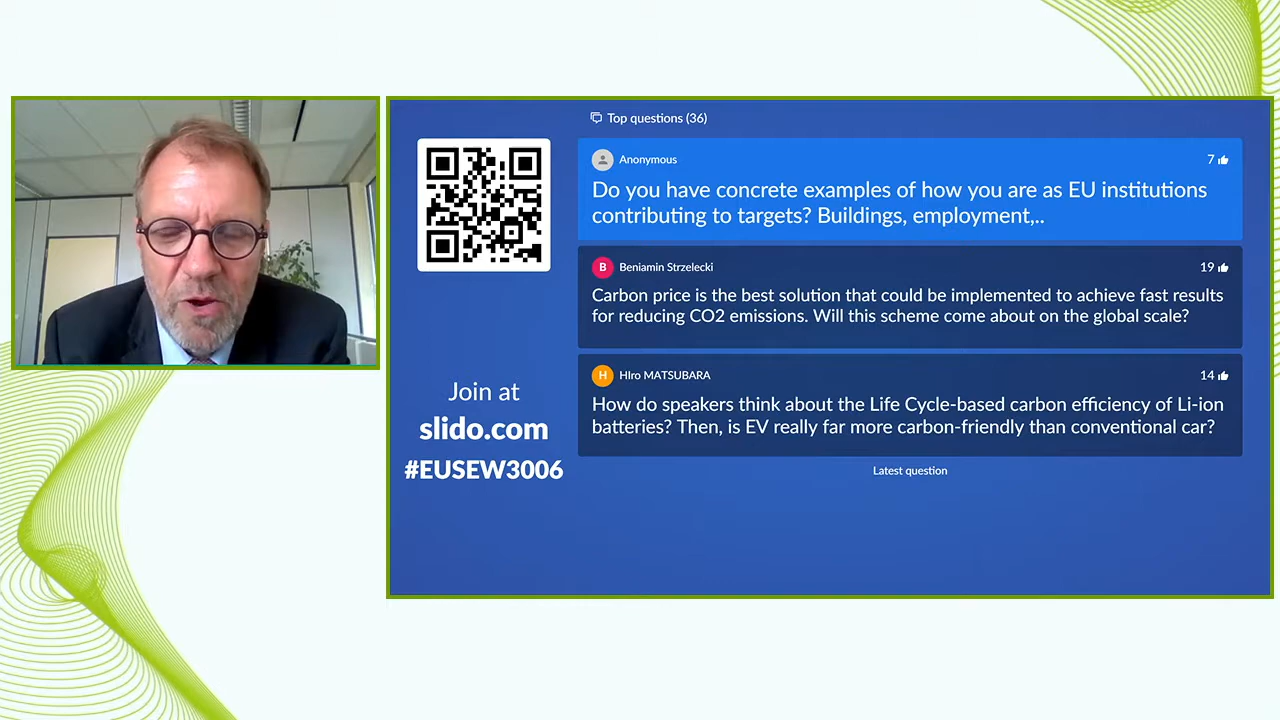 Top questions (36)
Anonymous
7
Do you have concrete examples of how you are as EU institutions
contributing to targets? Buildings, employment,..
B
Beniamin Strzelecki
19
Carbon price is the best solution that could be implemented to achieve fast results
for reducing CO2 emissions. Will this scheme come about on the global scale?
H
HIro MATSUBARA
14
How do speakers think about the Life Cycle-based carbon efficiency of Li-ion
batteries? Then, is EV really far more carbon-friendly than conventional car?
Latest question
Join at
slido.com
#EUSEW3006